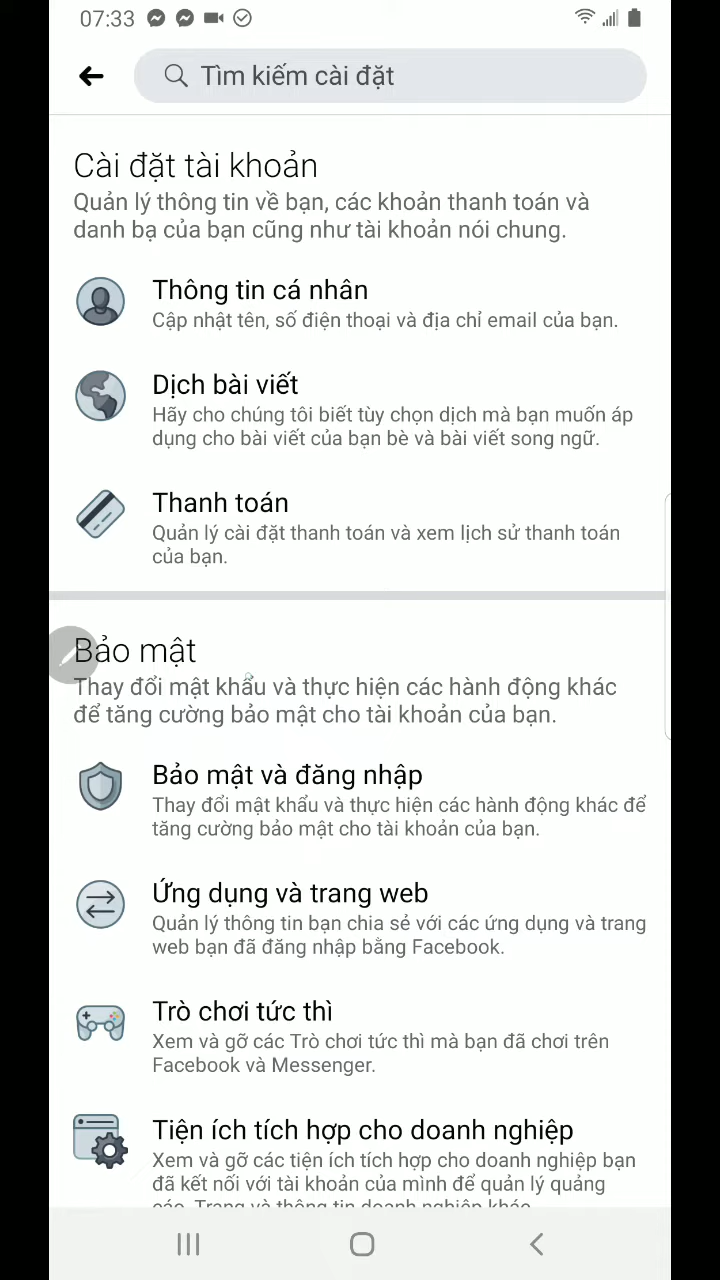 07:33
Tìm kiếm cài đặt
Cài đặt tài khoản
Quản lý thông tin về bạn, các khoản thanh toán và
danh bạ của bạn cũng như tài khoản nói chung.
Thông tin cá nhân
Cập nhật tên, số điện thoại và địa chỉ email của bạn.
Dịch bài viết
Hãy cho chúng tôi biết tùy chọn dịch mà bạn muốn áp
dụng cho bài viết của bạn bè và bài viết song ngữ.
Thanh toán
Quản lý cài đặt thanh toán và xem lịch sử thanh toán
của bạn.
Bảo mật
Thay đổi mật khẩu và thực hiện các hành động khác
để tăng cường bảo mật cho tài khoản của bạn.
Bảo mật và đăng nhập
Thay đổi mật khẩu và thực hiện các hành động khác để
tăng cường bảo mật cho tài khoản của bạn.
Ứng dụng và trang web
Quản lý thông tin bạn chia sẻ với các ứng dụng và trang
web bạn đã đăng nhập bằng Facebook.
Trò chơi tức thì
Xem và gỡ các Trò chơi tức thì mà bạn đã chơi trên
Facebook và Messenger.
Tiện ích tích hợp cho doanh nghiệp
Xem và gỡ các tiện ích tích hợp cho doanh nghiệp bạn
đã kết nối với tài khoản của mình để quản lý quảng
cáo, Trang và thông tin doanh nghiệp khác.